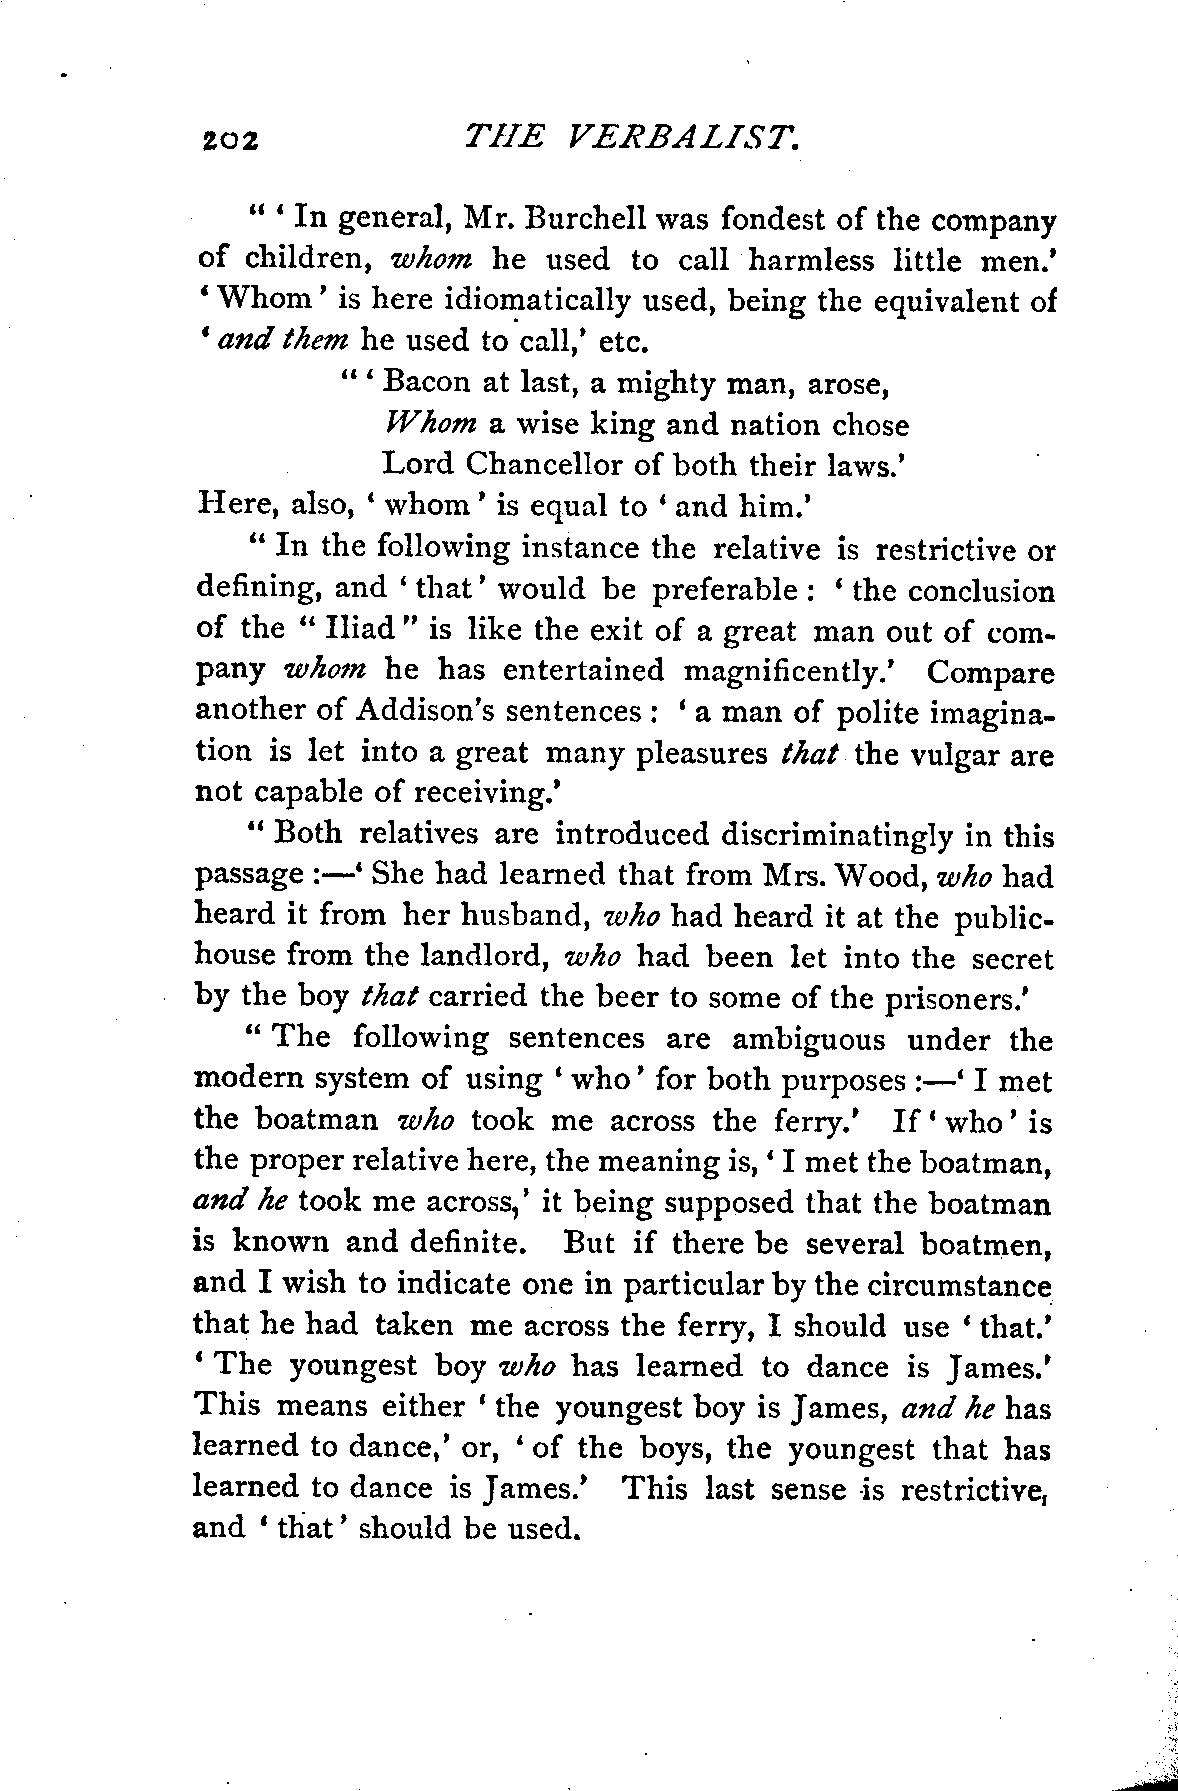 202 THE VERBALIST.
" ' In general, Mr. Burchell was fondest of the company
of children, whom he used to call harmless little men.'
' Whom ' is here idiomatically used, being the equivalent of
' and them he used to call,' etc.
" ' Bacon at last, a mighty man, arose,
Whom a wise king and nation chose
Lord Chancellor of both their laws.'
Here, also, ' whom ' is equal to ' and him.'
" In the following instance the relative is restrictive or
defining, and ' that ' would be preferable : ' the conclusion
of the " Iliad " is like the exit of a great man out of com-
pany whom he has entertained magnificently.' Compare
another of Addison's sentences : ' a man of polite imagina-
tion is let into a great many pleasures that the vulgar are
not capable of receiving.'
" Both relatives are introduced discriminatingly in this
passage :—' She had learned that from Mrs. Wood, who had
heard it from her husband, who had heard it at the public-
house from the landlord, who had been let into the secret
by the boy that carried the beer to some of the prisoners.'
" The following sentences are ambiguous under the
modern system of using ' who ' for both purposes :—' I met
the boatman who took me across the ferry.' If ' who ' is
the proper relative here, the meaning is, ' I met the boatman,
and he took me across,' it being supposed that the boatman
is known and definite. But if there be several boatmen,
and I wish to indicate one in particular by the circumstance
that he had taken me across the ferry, I should use ' that.'
' The youngest boy who has learned to dance is James.'
This means either ' the youngest boy is James, and he has
learned to dance,' or, ' of the boys, the youngest that has
learned to dance is James.' This last sense is restrictive,
and ' that ' should be used.